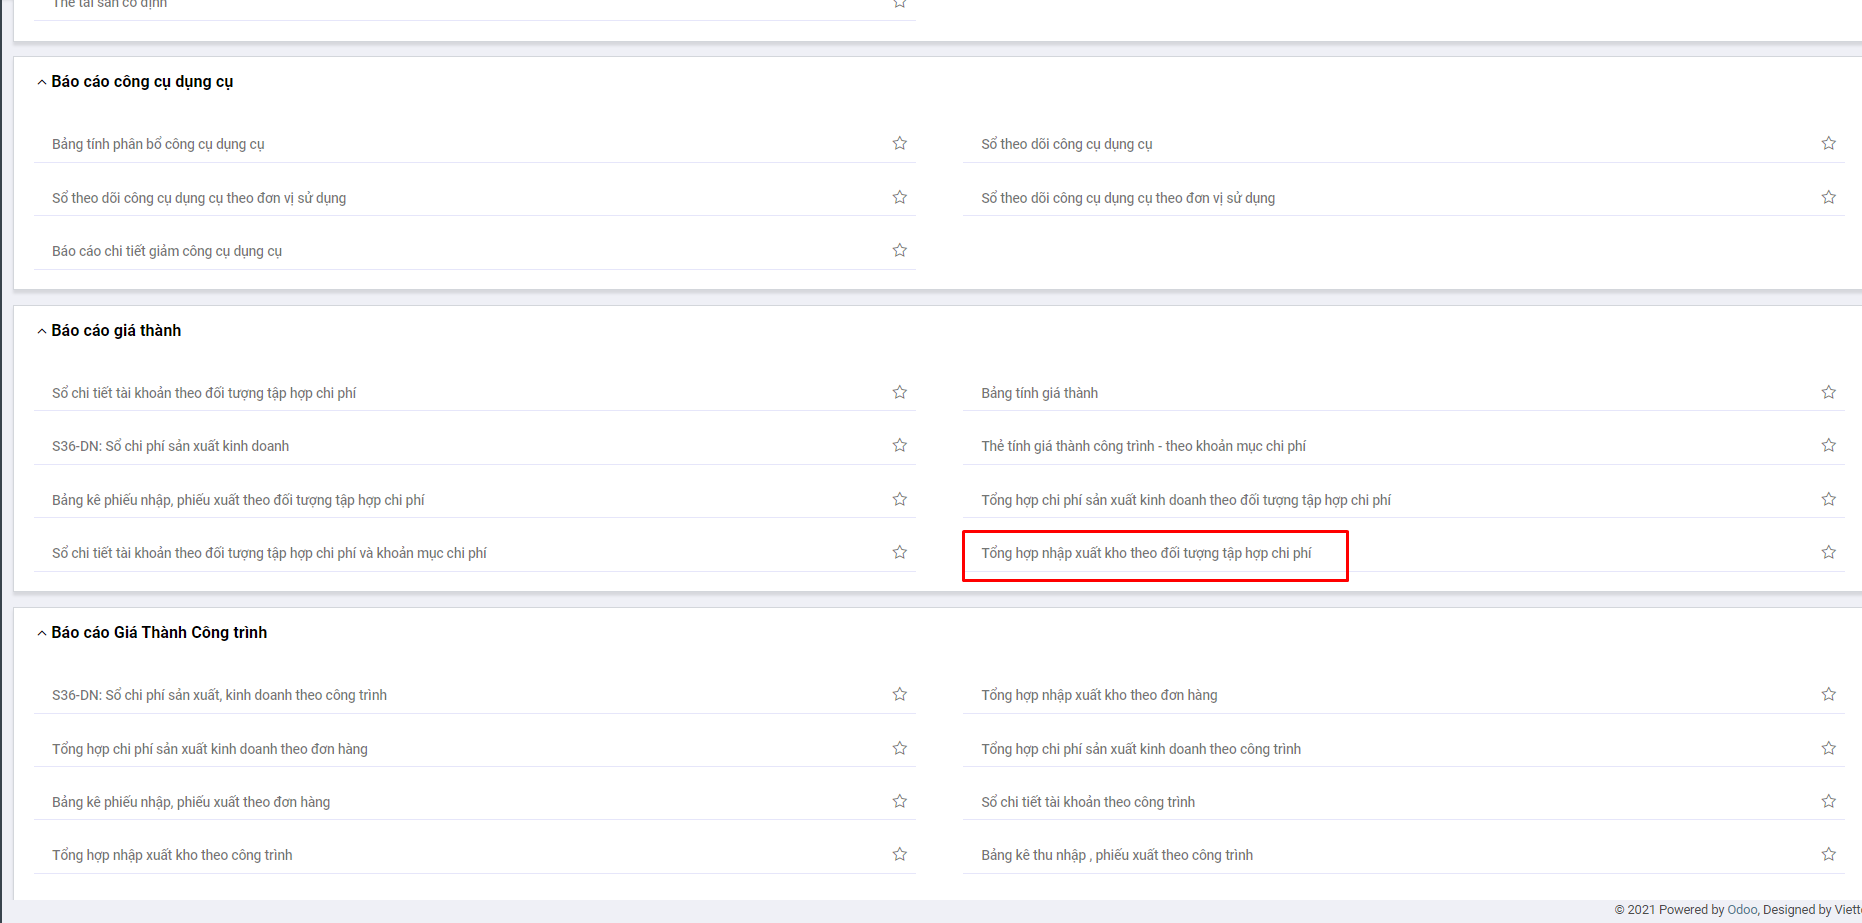 Thẻ tài sản cố định
Báo cáo công cụ dụng cụ
Bảng tính phân bổ công cụ dụng cụ
Sổ theo dõi công cụ dụng cụ
Sổ theo dõi công cụ dụng cụ theo đơn vị sử dụng
Sổ theo dõi công cụ dụng cụ theo đơn vị sử dụng
Báo cáo chi tiết giảm công cụ dụng cụ
Báo cáo giá thành
Sổ chi tiết tài khoản theo đối tượng tập hợp chi phí
Bảng tính giá thành
S36-DN: Sổ chi phí sản xuất kinh doanh
Thẻ tính giá thành công trình - theo khoản mục chi phí
Bảng kê phiếu nhập, phiếu xuất theo đối tượng tập hợp chi phí
Tổng hợp chi phí sản xuất kinh doanh theo đối tượng tập hợp chi phí
Sổ chi tiết tài khoản theo đối tượng tập hợp chi phí và khoản mục chi phí
Tổng hợp nhập xuất kho theo đối tượng tập hợp chi phí
Báo cáo Giá Thành Công trình
S36-DN: Sổ chi phí sản xuất, kinh doanh theo công trình
Tổng hợp nhập xuất kho theo đơn hàng
Tổng hợp chi phí sản xuất kinh doanh theo đơn hàng
Tổng hợp chi phí sản xuất kinh doanh theo công trình
Bảng kê phiếu nhập, phiếu xuất theo đơn hàng
Sổ chi tiết tài khoản theo công trình
Tổng hợp nhập xuất kho theo công trình
Bảng kê thu nhập , phiếu xuất theo công trình
© 2021 Powered by Odoo, Designed by Viett